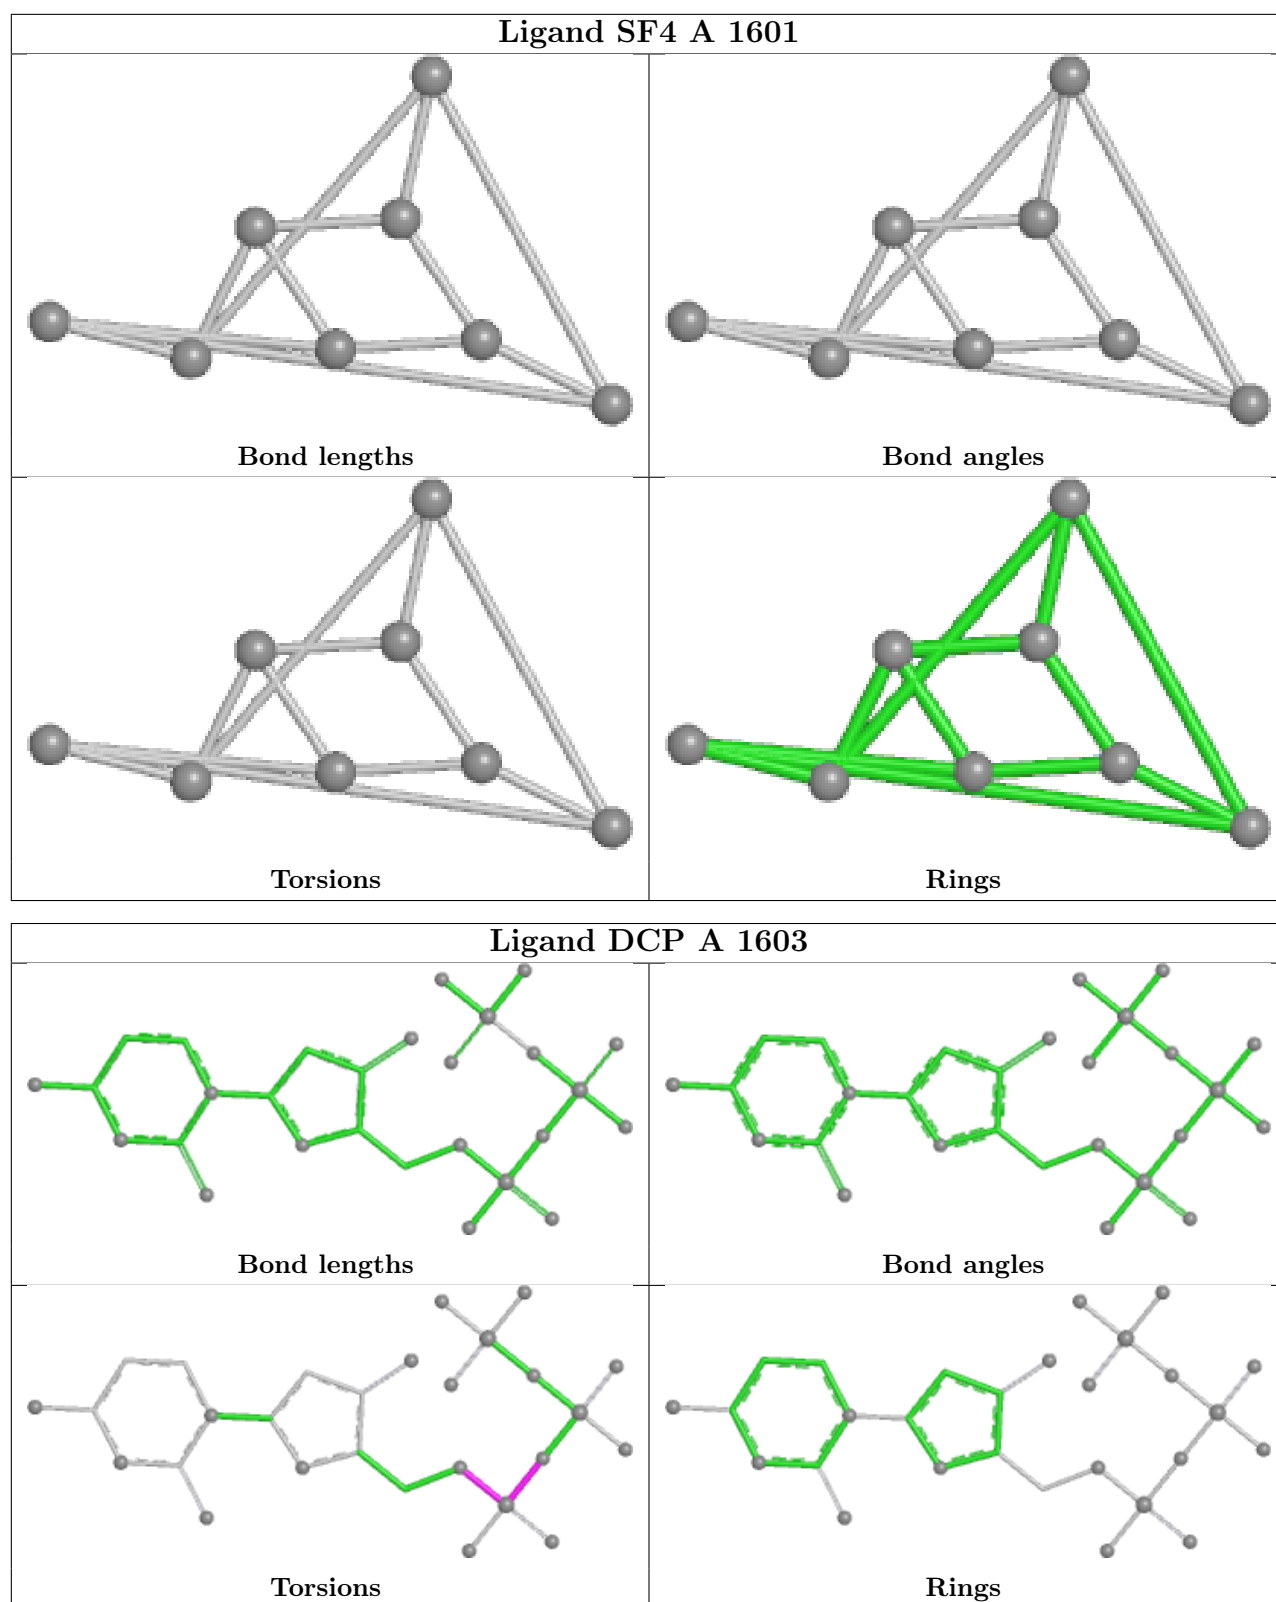 Ligand SF4 A 1601
Bond lengths
Bond angles
Torsions
Rings
Ligand DCP A 1603
Bond lengths
Bond angles
Torsions
Rings